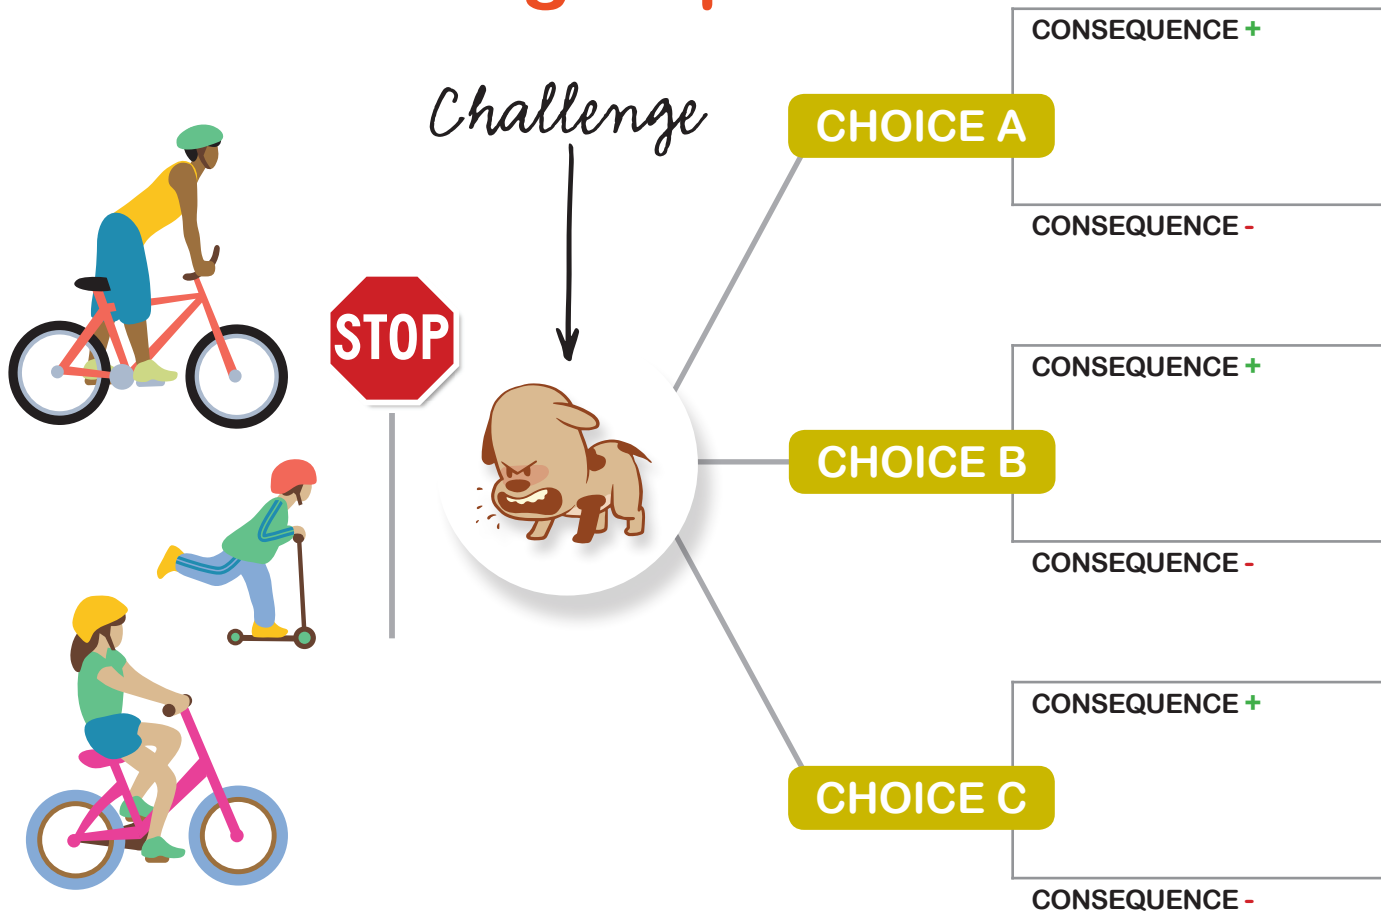 Challenge
STOP
CONSEQUENCE +
CHOICE A
CONSEQUENCE -
CONSEQUENCE +
CHOICE B
CONSEQUENCE -
CONSEQUENCE +
CHOICE C
CONSEQUENCE -